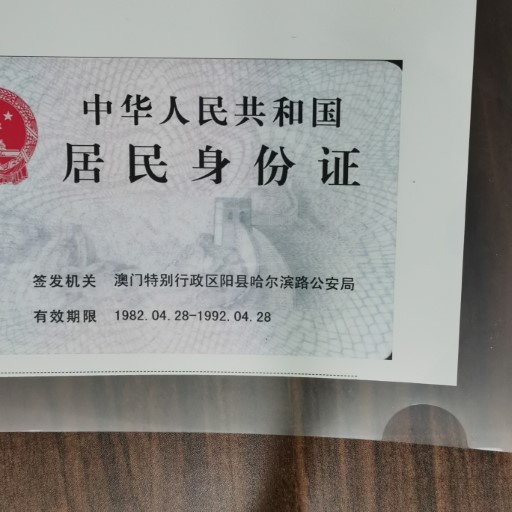 中华人民共和国
居民身份证
签发机关 澳门特别行政区阳县哈尔滨路公安局
有效期限 1982.04.28-1992.04.28